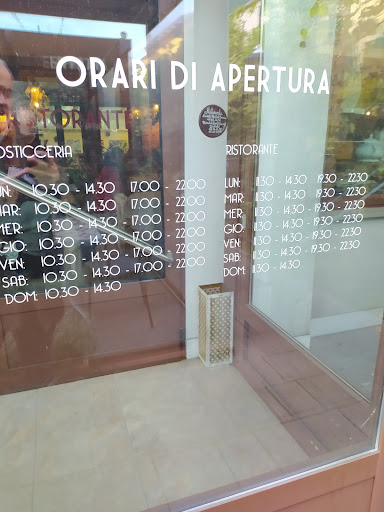 ORARI DI APERTURA
OSTICCERIA
LUN: 10.30 - 14.30 17.00 - 22.00
MAR: 10.30 - 14.30 17.00 - 22.00
MER: 10.30 - 14.30 17.00 - 22.00
GIO: 10.30 - 14.30 17.00 - 22.00
VEN: 10.30 - 14.30 17.00 - 22.00
SAB: 10.30 - 14.30 17.00 - 22.00
DOM: 10.30 - 14.30
RISTORANTE
LUN: 11.30 - 14.30 19.30 - 22.30
MAR: 11.30 - 14.30 19.30 - 22.30
MER: 11.30 - 14.30 19.30 - 22.30
GIO: 11.30 - 14.30 19.30 - 22.30
VEN: 11.30 - 14.30 19.30 - 22.30
SAB: 11.30 - 14.30 19.30 - 22.30
DOM: 11.30 - 14.30